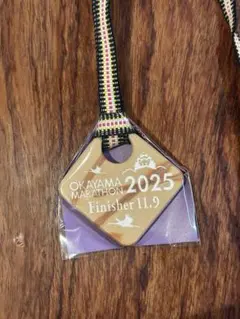 OKAYAMA
MARATHON 2025
Finisher 11.9